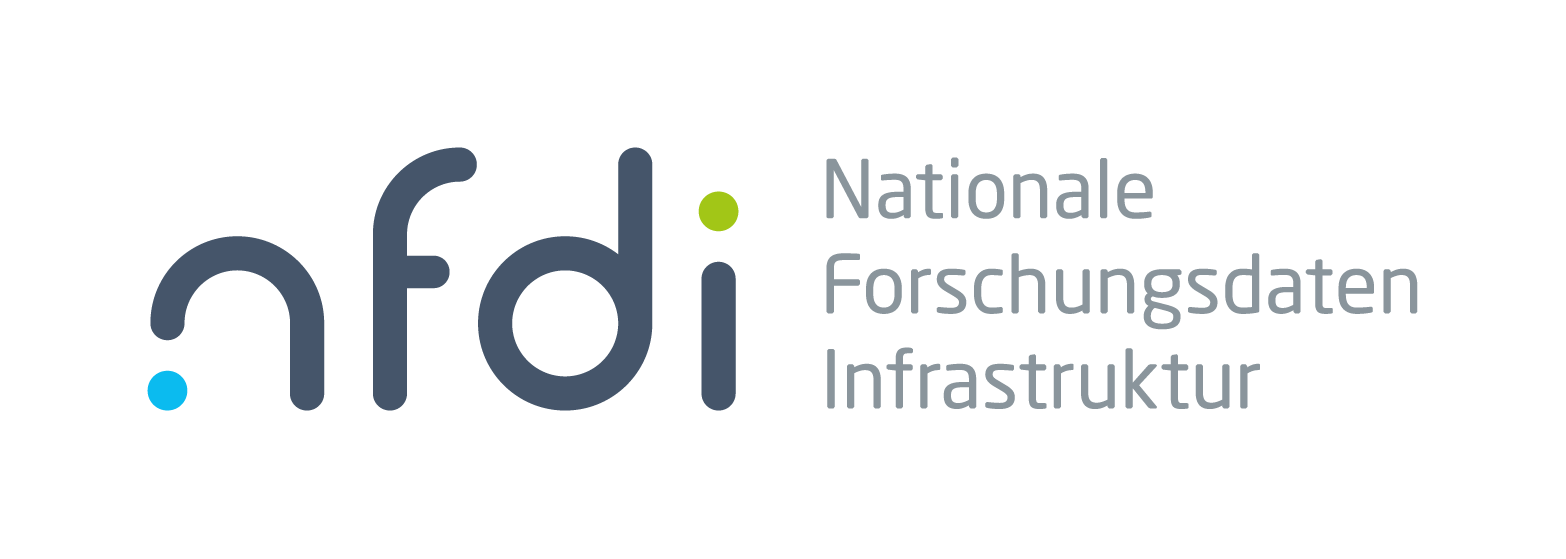 nfdi
Nationale
Forschungsdaten
Infrastruktur